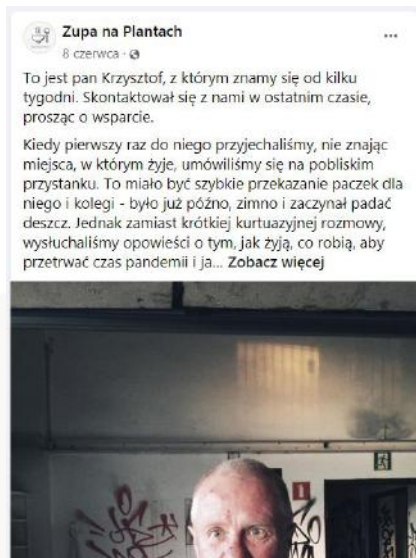 Zupa na Plantach
8 czerwca ·
To jest pan Krzysztof, z którym znamy się od kilku
tygodni. Skontaktował się z nami w ostatnim czasie,
prosząc o wsparcie.
Kiedy pierwszy raz do niego przyjechaliśmy, nie znając
miejsca, w którym żyje, umówiliśmy się na pobliskim
przystanku. To miało być szybkie przekazanie paczek dla
niego i kolegi - było już późno, zimno i zaczynał padać
deszcz. Jednak zamiast krótkiej kurtuazyjnej rozmowy,
wysłuchaliśmy opowieści o tym, jak żyją, co robią, aby
przetrwać czas pandemii i ja... Zobacz więcej